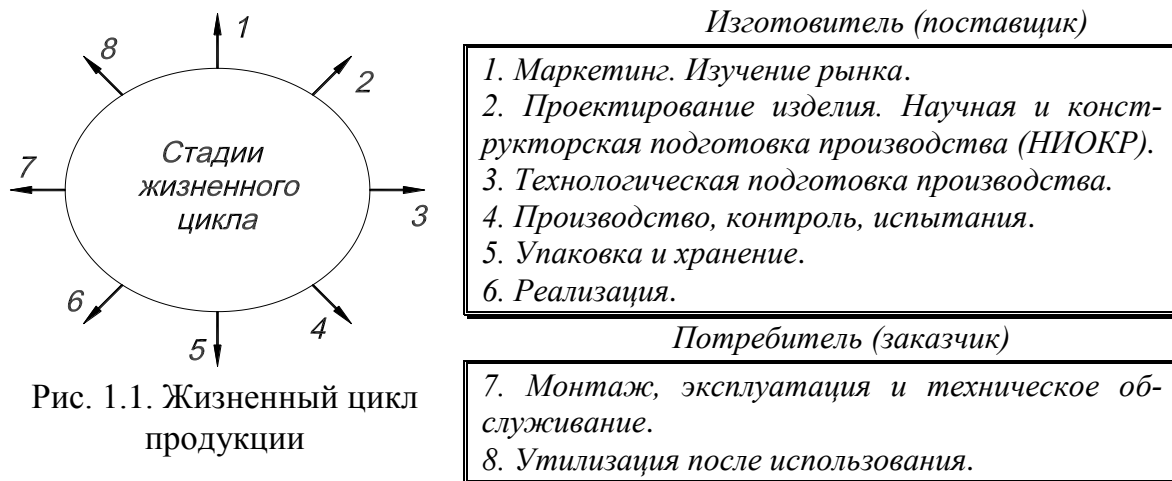 1
2
3
4
5
6
7
8
Стадии
жизненного
цикла
Рис. 1.1. Жизненный цикл
продукции
Изготовитель (поставщик)
1. Маркетинг. Изучение рынка.
2. Проектирование изделия. Научная и конст-
рукторская подготовка производства (НИОКР).
3. Технологическая подготовка производства.
4. Производство, контроль, испытания.
5. Упаковка и хранение.
6. Реализация.
Потребитель (заказчик)
7. Монтаж, эксплуатация и техническое об-
служивание.
8. Утилизация после использования.